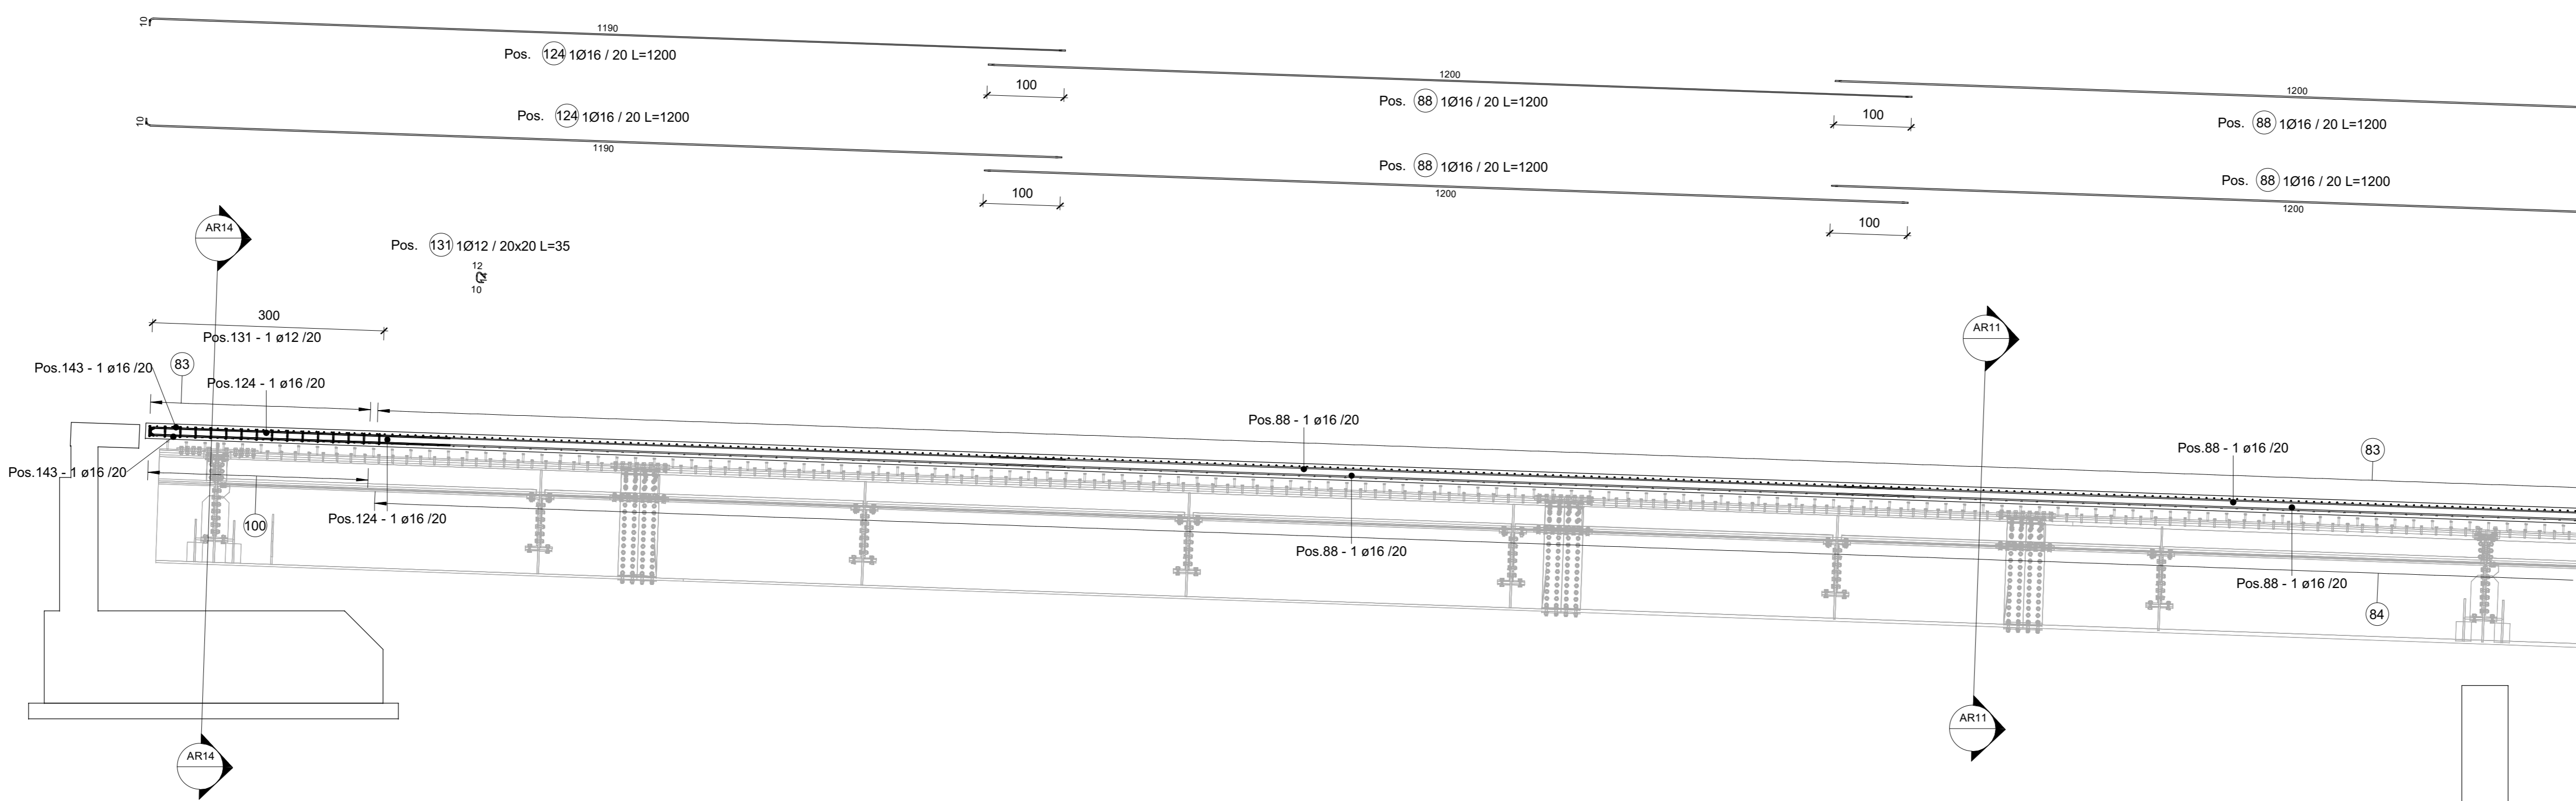 10
1190
Pos. 124 1Ø16 / 20 L=1200
100
1200
Pos. 88 1Ø16 / 20 L=1200
100
1200
Pos. 88 1Ø16 / 20 L=1200
10
Pos. 124 1Ø16 / 20 L=1200
1190
100
Pos. 88 1Ø16 / 20 L=1200
1200
100
Pos. 88 1Ø16 / 20 L=1200
1200
AR14
Pos. 131 1Ø12 / 20x20 L=35
12
10
300
Pos.131 - 1 ø12 /20
AR11
83
Pos.143 - 1 ø16 /20
Pos.124 - 1 ø16 /20
Pos.88 - 1 ø16 /20
Pos.88 - 1 ø16 /20
83
Pos.143 - 1 ø16 /20
100
Pos.124 - 1 ø16 /20
Pos.88 - 1 ø16 /20
Pos.88 - 1 ø16 /20
84
AR14
AR11